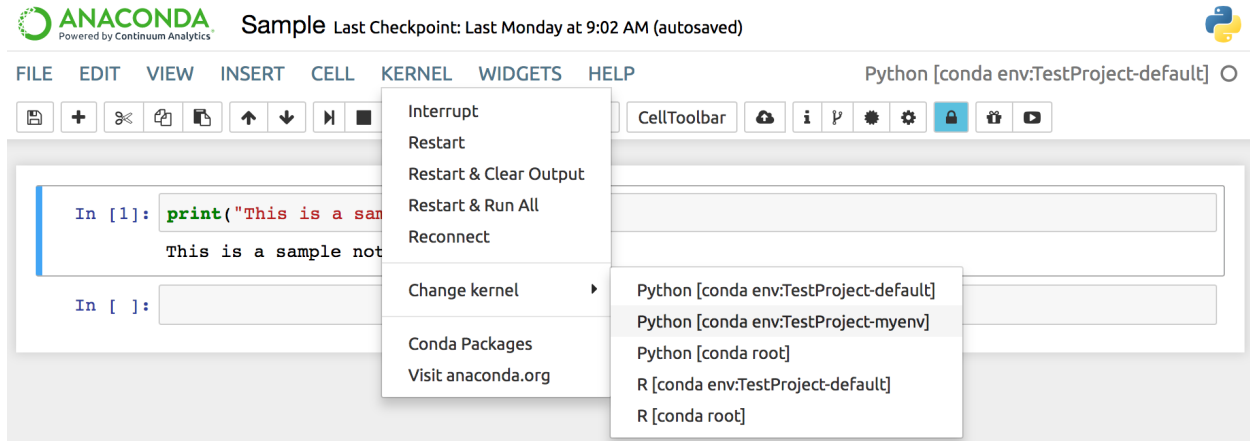 ANACONDA
Powered by Continuum Analytics
Sample Last Checkpoint: Last Monday at 9:02 AM (autosaved)
FILE EDIT VIEW INSERT CELL KERNEL WIDGETS HELP Python [conda env:TestProject-default]
CellToolbar
Interrupt
Restart
Restart & Clear Output
Restart & Run All
Reconnect
Change kernel
Conda Packages
Visit anaconda.org
Python [conda env:TestProject-default]
Python [conda env:TestProject-myenv]
Python [conda root]
R [conda env:TestProject-default]
R [conda root]
In [1]: print("This is a sam
This is a sample not
In [ ]: